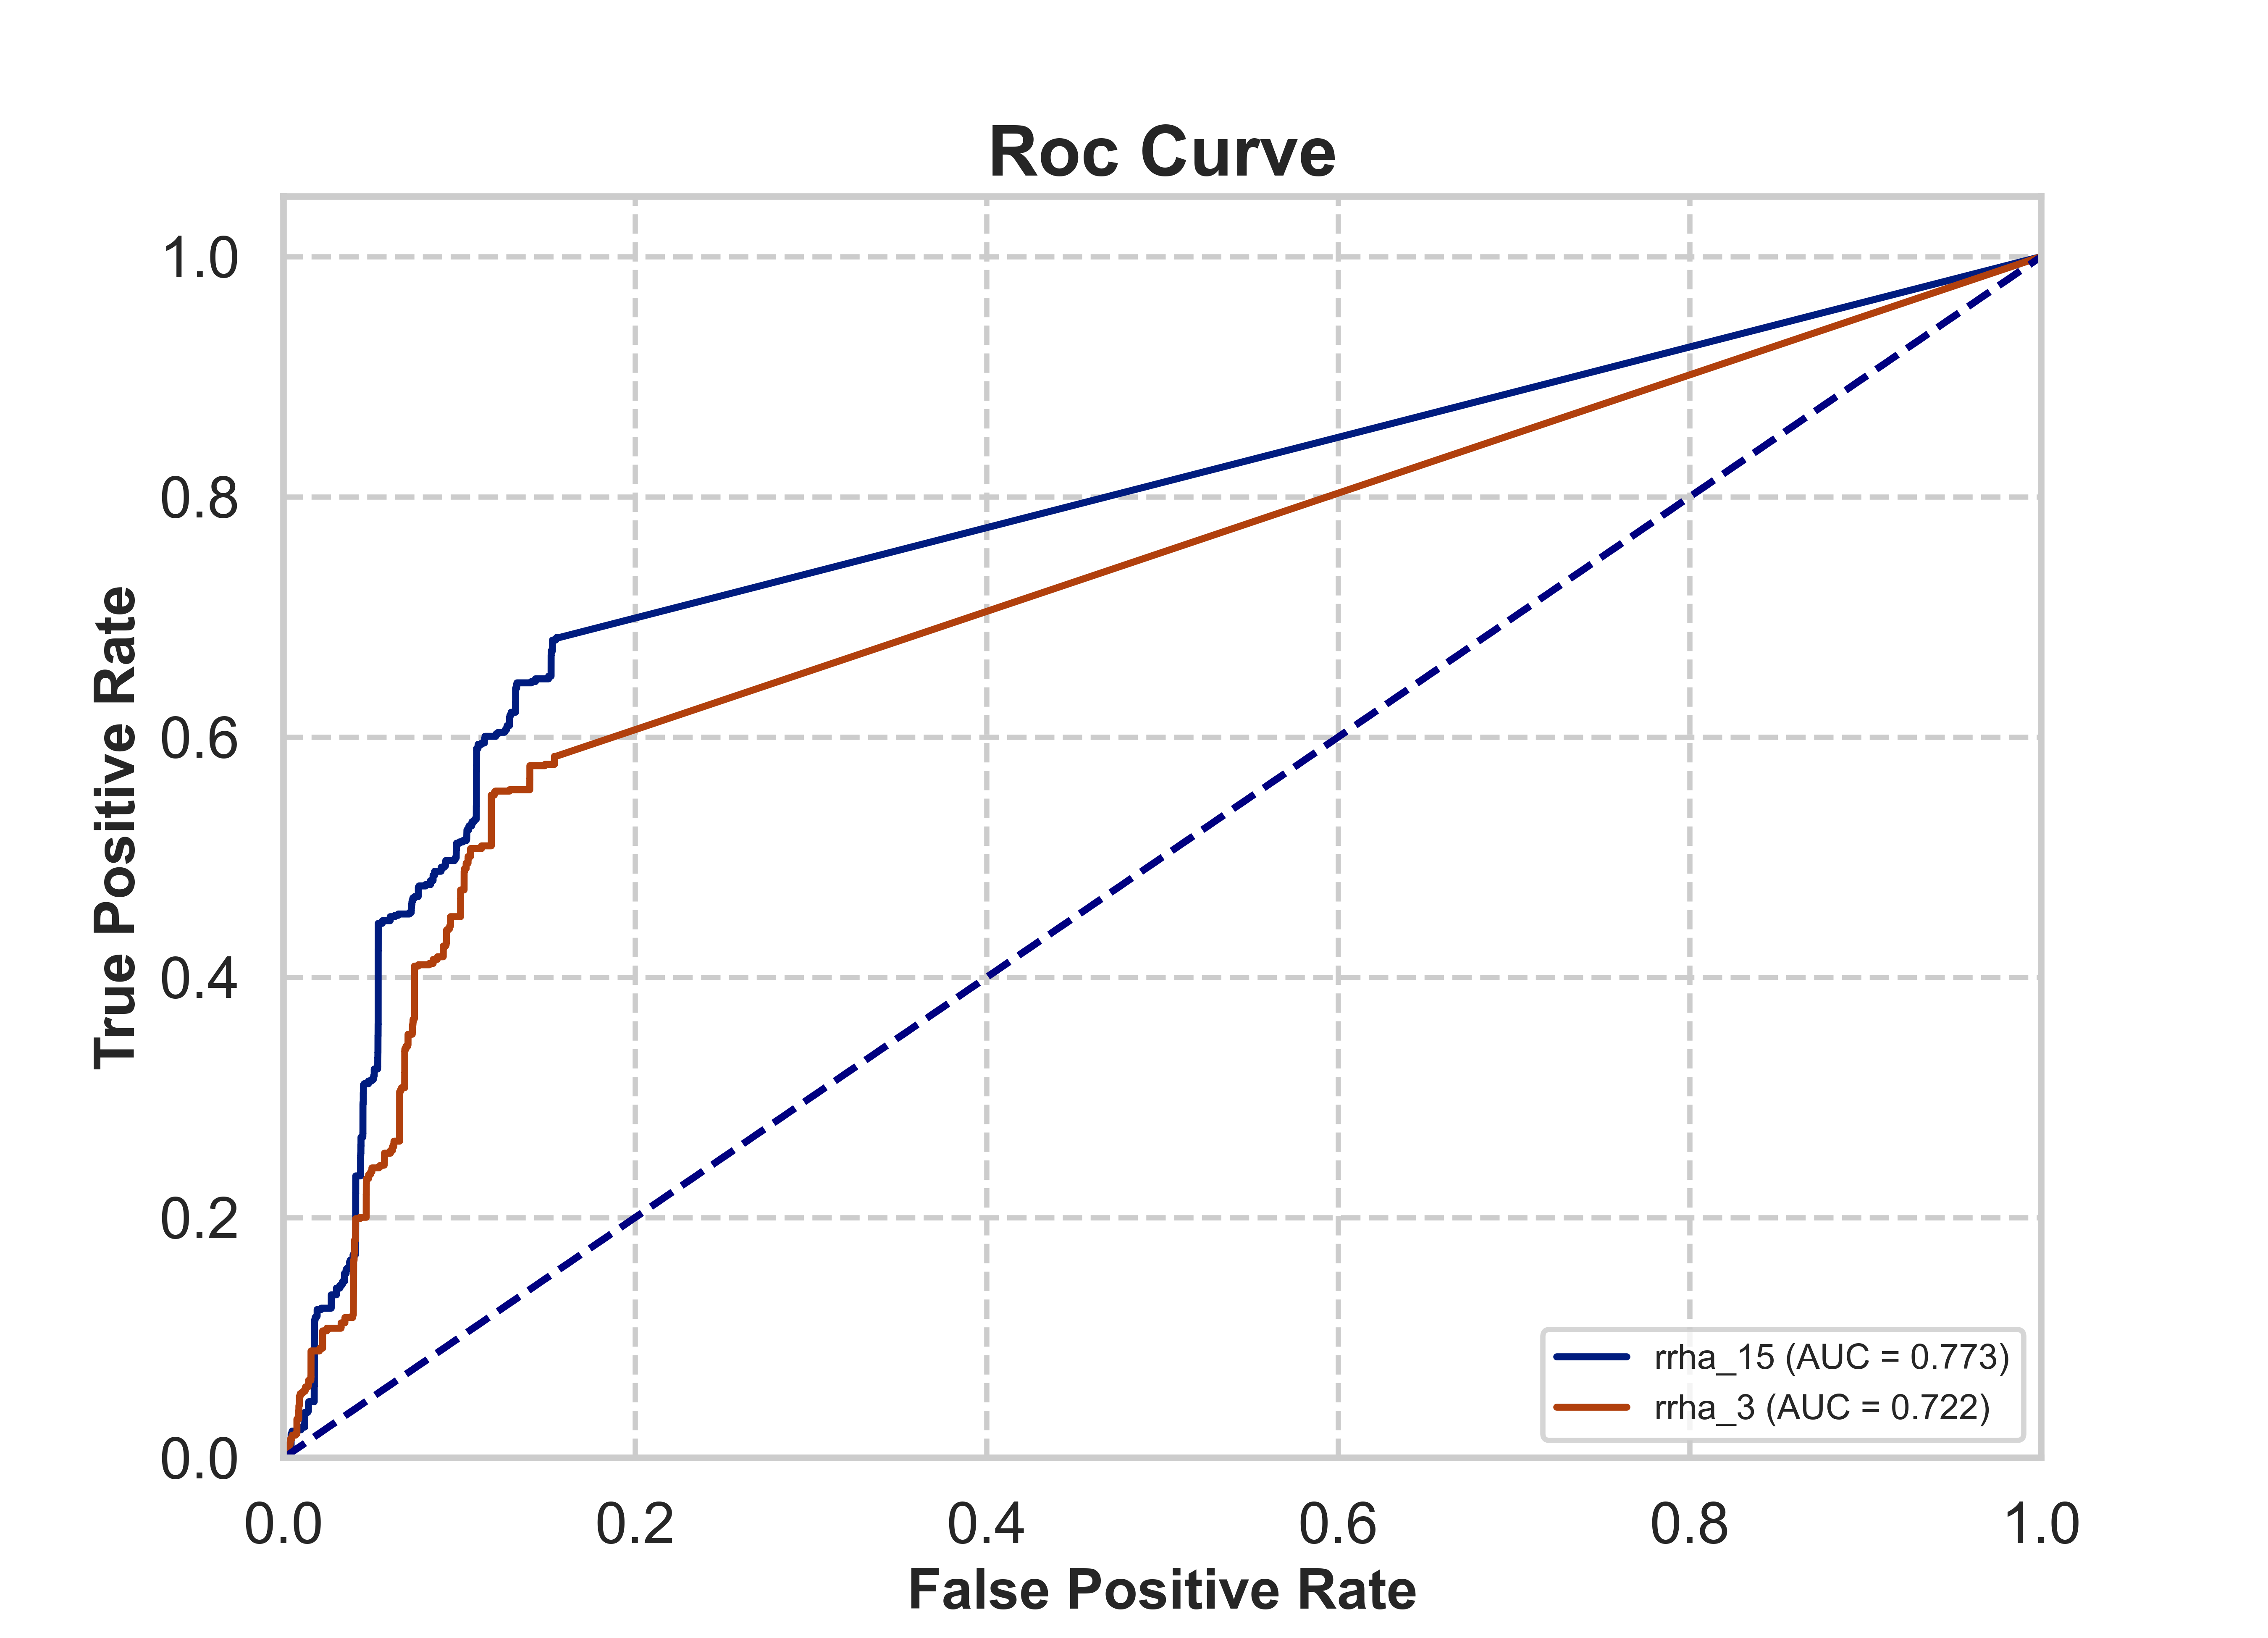 Roc Curve
1.0
0.8
0.6
0.4
0.2
0.0
True Positive Rate
0.0 0.2 0.4 0.6 0.8 1.0
False Positive Rate
rrha_15 (AUC = 0.773)
rrha_3 (AUC = 0.722)